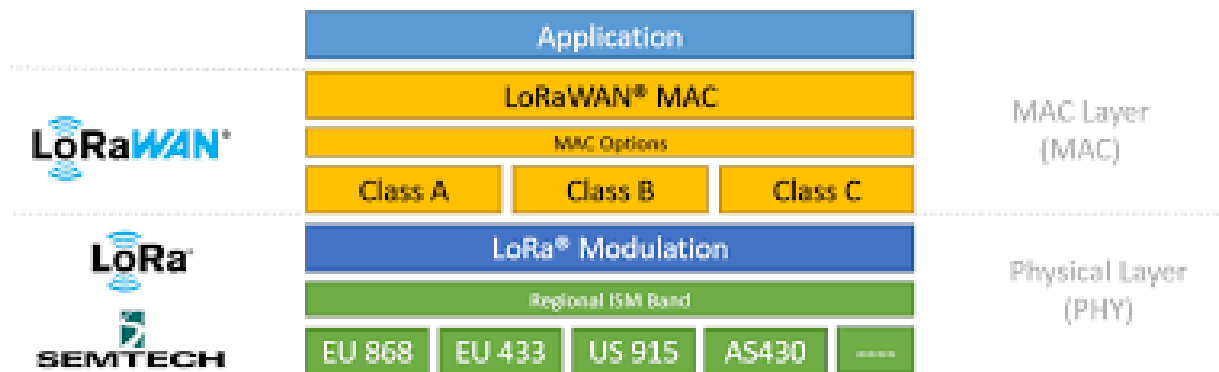 Application
LoRaWAN® MAC
MAC Options
Class A Class B Class C
LoRa® Modulation
Regional ISM Band
EU 868 EU 433 US 915 AS430 ----
LoRaWAN®
LoRa
SEMTECH
MAC Layer
(MAC)
Physical Layer
(PHY)